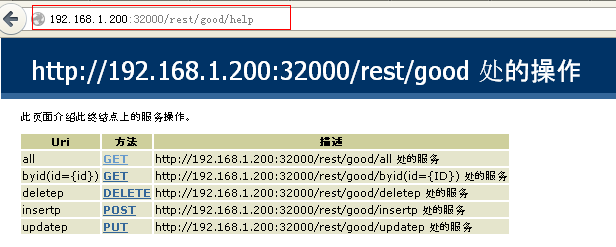 192.168.1.200:32000/rest/good/help
http://192.168.1.200:32000/rest/good 处的操作
此页面介绍此终结点上的服务操作。
Uri 方法 描述
all GET http://192.168.1.200:32000/rest/good/all 处的服务
byid(id={id}) GET http://192.168.1.200:32000/rest/good/byid(id={ID}) 处的服务
deletep DELETE http://192.168.1.200:32000/rest/good/deletep 处的服务
insertp POST http://192.168.1.200:32000/rest/good/insertp 处的服务
updatep PUT http://192.168.1.200:32000/rest/good/updatep 处的服务